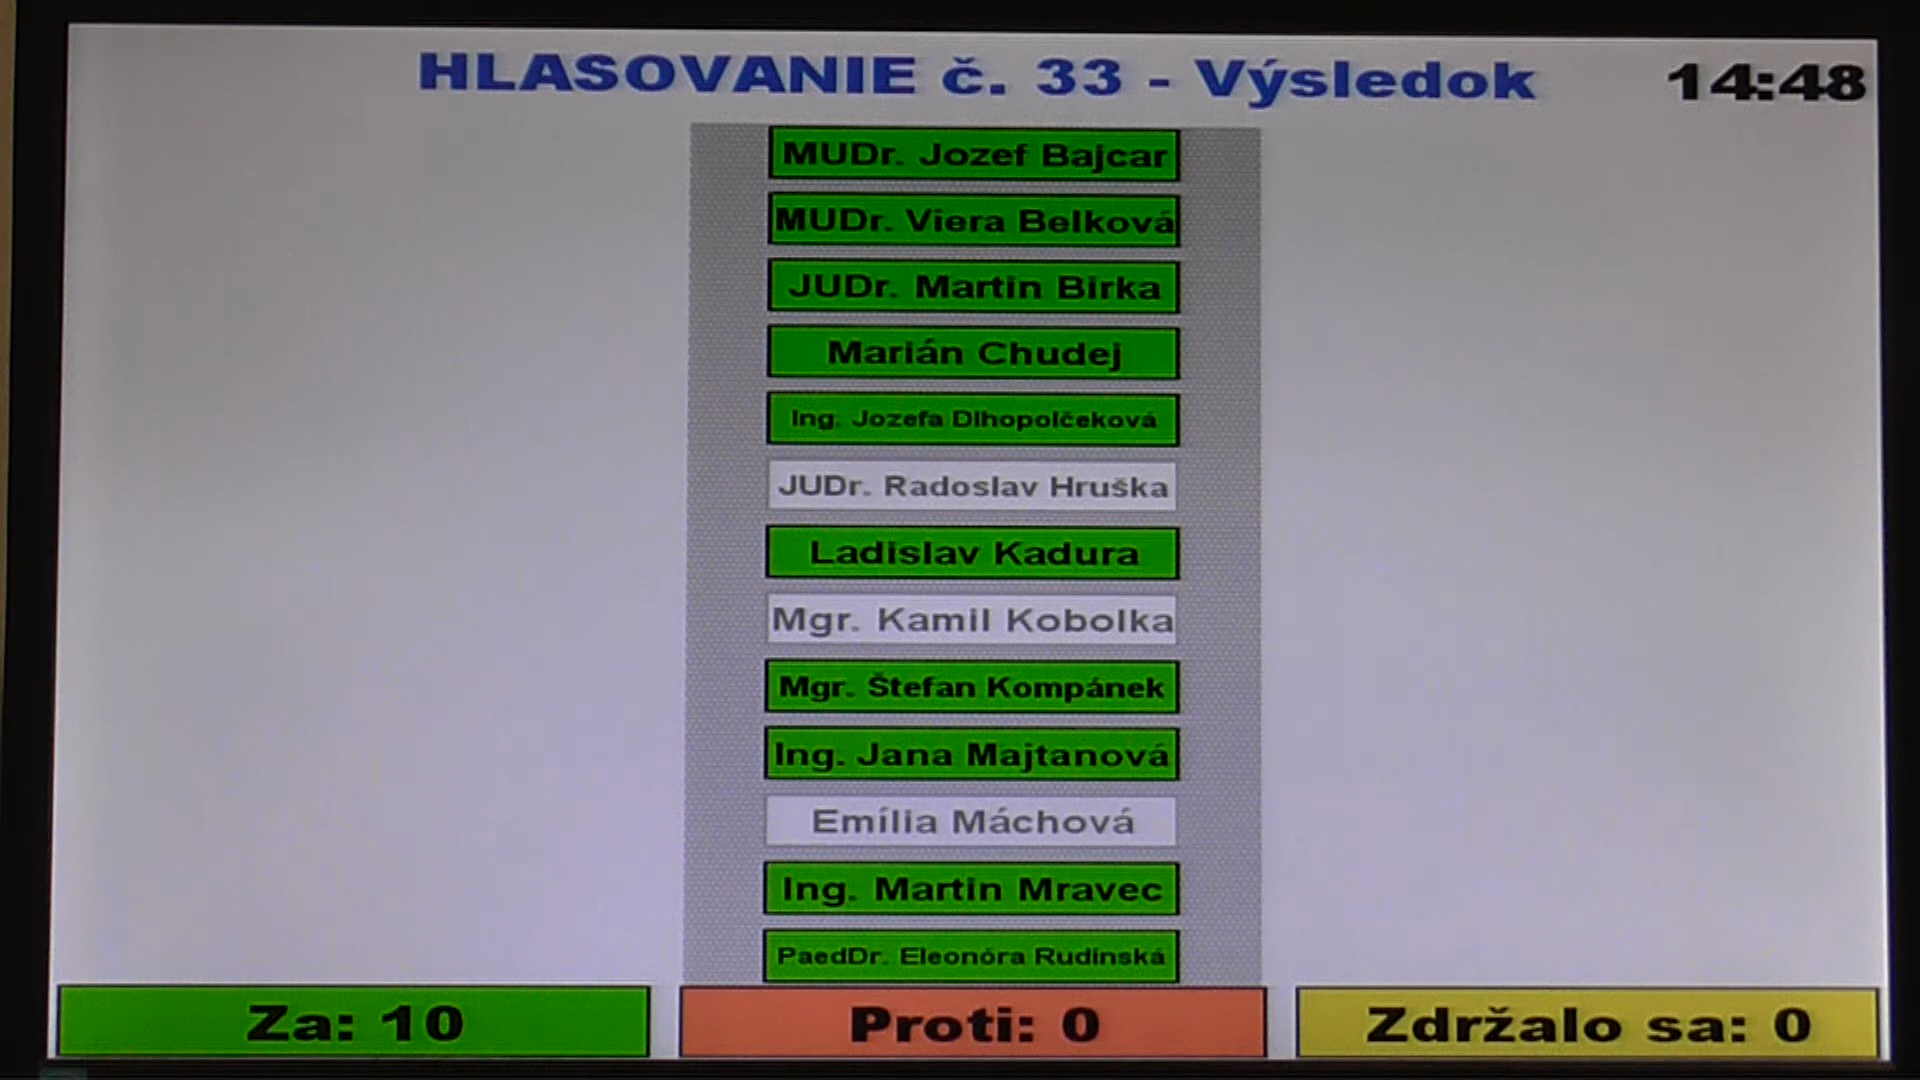 HLASOVANIE č. 33 - Výsledok
14:48
MUDr. Jozef Bajcar
MUDr. Viera Belková
JUDr. Martin Birka
Marián Chudej
Ing. Jozefa Dlhopolčeková
JUDr. Radoslav Hruška
Ladislav Kadura
Mgr. Kamil Kobolka
Mgr. Štefan Kompánek
Ing. Jana Majtanová
Emília Máchová
Ing. Martin Mravec
PaedDr. Eleonóra Rudinská
Za: 10
Proti: 0
Zdržalo sa: 0